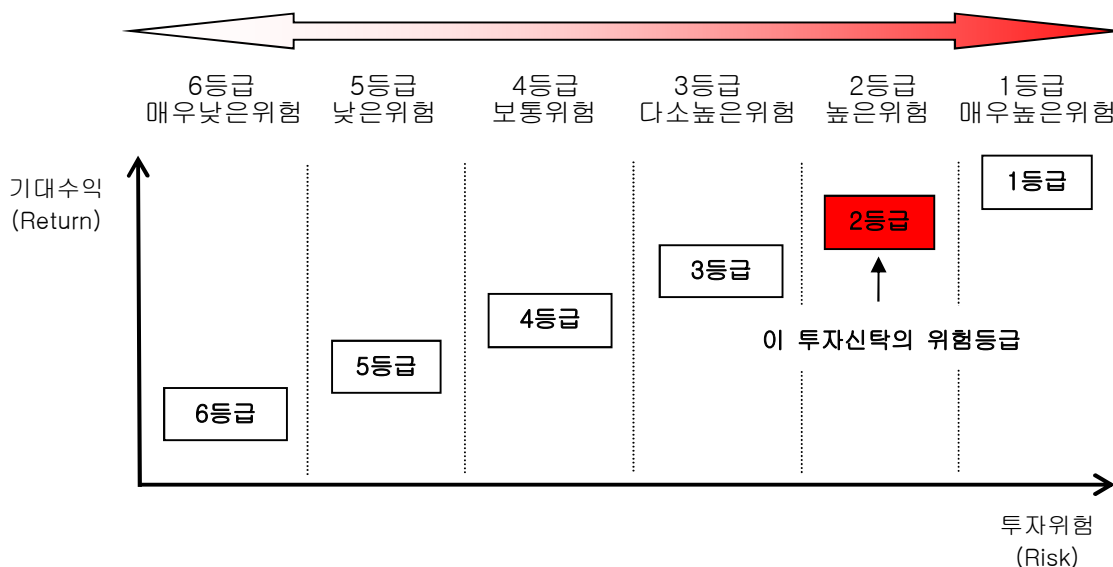 6등급
매우낮은위험
5등급
낮은위험
4등급
보통위험
3등급
다소높은위험
2등급
높은위험
1등급
매우높은위험
기대수익
(Return)
1등급
2등급
3등급
4등급
이 투자신탁의 위험등급
5등급
6등급
투자위험
(Risk)